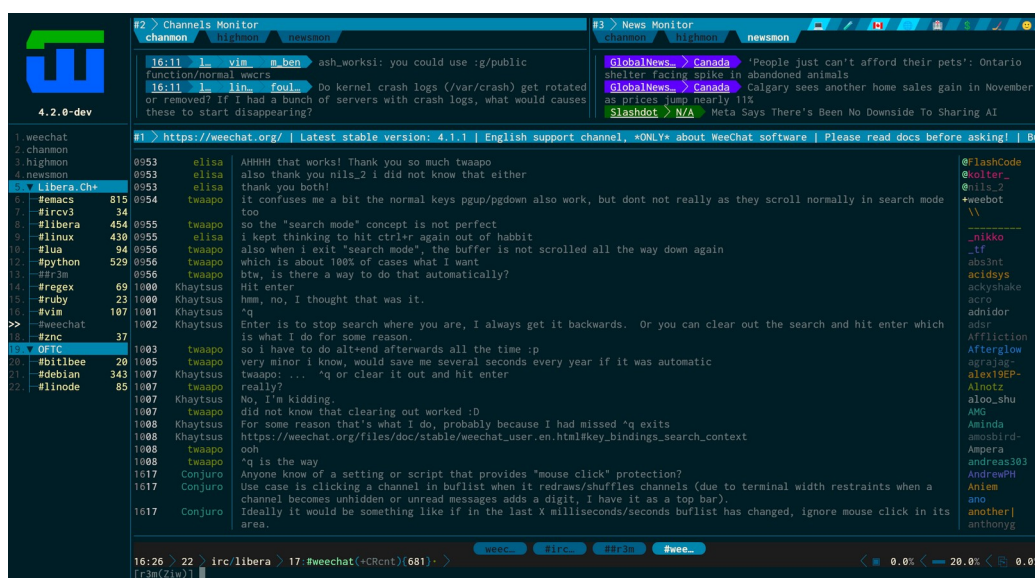 #2 > Channels Monitor
chanmon highmon newsmon
16:11 l… vim m_ben ash_worksi: you could use :g/public
function/normal wwcrs
16:11 l… lin… foul… Do kernel crash logs (/var/crash) get rotated
or removed? If I had a bunch of servers with crash logs, what would causes
these to start disappearing?
#3 > News Monitor
chanmon highmon newsmon
GlobalNews… > Canada 'People just can't afford their pets': Ontario
shelter facing spike in abandoned animals
GlobalNews… > Canada Calgary sees another home sales gain in November
as prices jump nearly 11%
Slashdot > N/A Meta Says There's Been No Downside To Sharing AI
4.2.0-dev
1.weechat
2.chanmon
3.highmon
4.newsmon
5.▼ Libera.Ch+
6. #emacs 815
7. #ircv3 34
8. #libera 454
9. #linux 430
10. #lua 94
12. #python 529
13. ##r3m
14. #regex 69
15. #ruby 23
16. #vim 107
>> #weechat
18. #znc 37
19 ▼ OFTC
20. #bitlbee 20
21. #debian 343
22. #linode 85
#1 > https://weechat.org/ | Latest stable version: 4.1.1 | English support channel, *ONLY* about WeeChat software | Please read docs before asking! |
0953 elisa AHHHH that works! Thank you so much twaapo
0953 elisa also thank you nils_2 i did not know that either
0953 elisa thank you both!
0954 twaapo it confuses me a bit the normal keys pgup/pgdown also work, but dont not really as they scroll normally in search mode
too
0955 twaapo so the "search mode" concept is not perfect
0955 elisa i kept thinking to hit ctrl+r again out of habbit
0956 twaapo also when i exit "search mode", the buffer is not scrolled all the way down again
0956 twaapo which is about 100% of cases what I want
0956 twaapo btw, is there a way to do that automatically?
1000 Khaytsus Hit enter
1000 Khaytsus hmm, no, I thought that was it.
1001 Khaytsus ^q
1002 Khaytsus Enter is to stop search where you are, I always get it backwards. Or you can clear out the search and hit enter which
is what I do for some reason.
1003 twaapo so i have to do alt+end afterwards all the time :p
1005 twaapo very minor i know, would save me several seconds every year if it was automatic
1007 Khaytsus twaapo: ... ^q or clear it out and hit enter
1007 twaapo really?
1007 Khaytsus No, I'm kidding.
1007 twaapo did not know that clearing out worked :D
1008 Khaytsus For some reason that's what I do, probably because I had missed ^q exits
1008 Khaytsus https://weechat.org/files/doc/stable/weechat_user.en.html#key_bindings_search_context
1008 twaapo ooh
1008 twaapo ^q is the way
1617 Conjuro Anyone know of a setting or script that provides "mouse click" protection?
1617 Conjuro Use case is clicking a channel in buflist when it redraws/shuffles channels (due to terminal width restraints when a
channel becomes unhidden or unread messages adds a digit, I have it as a top bar).
1617 Conjuro Ideally it would be something like if in the last X milliseconds/seconds buflist has changed, ignore mouse click in its
area.
@FlashCode
@kolter_
@nils_2
+weebot
\\
_________
_nikko
_tf
abs3nt
acidsys
ackyshake
acro
adnidor
adsr
Affliction
Afterglow
agrajag-
alex19EP-
Alnotz
aloo_shu
AMG
Aminda
amosbird-
Ampera
andreas303
AndrewPH
Aniem
ano
another|
anthonyg
weec… #irc… ##r3m #wee…
16:26 > 22 > irc/libera > 17:#weechat(+CRcnt){681}- >
0.0% < 20.0% < 0.0
[r3m(Ziw)]